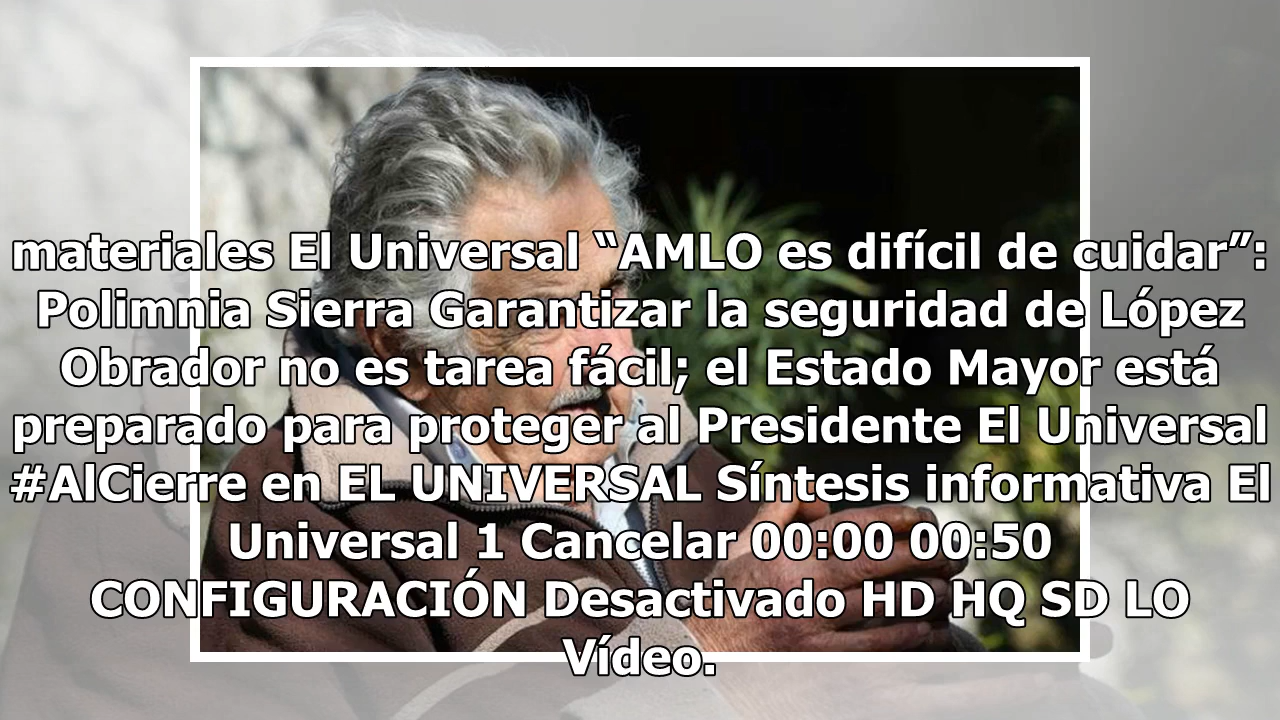 materiales El Universal “AMLO es difícil de cuidar”:
Polimnia Sierra Garantizar la seguridad de López
Obrador no es tarea fácil; el Estado Mayor está
preparado para proteger al Presidente El Universal
#AlCierre en EL UNIVERSAL Síntesis informativa El
Universal 1 Cancelar 00:00 00:50
CONFIGURACIÓN Desactivado HD HQ SD LO
Vídeo.